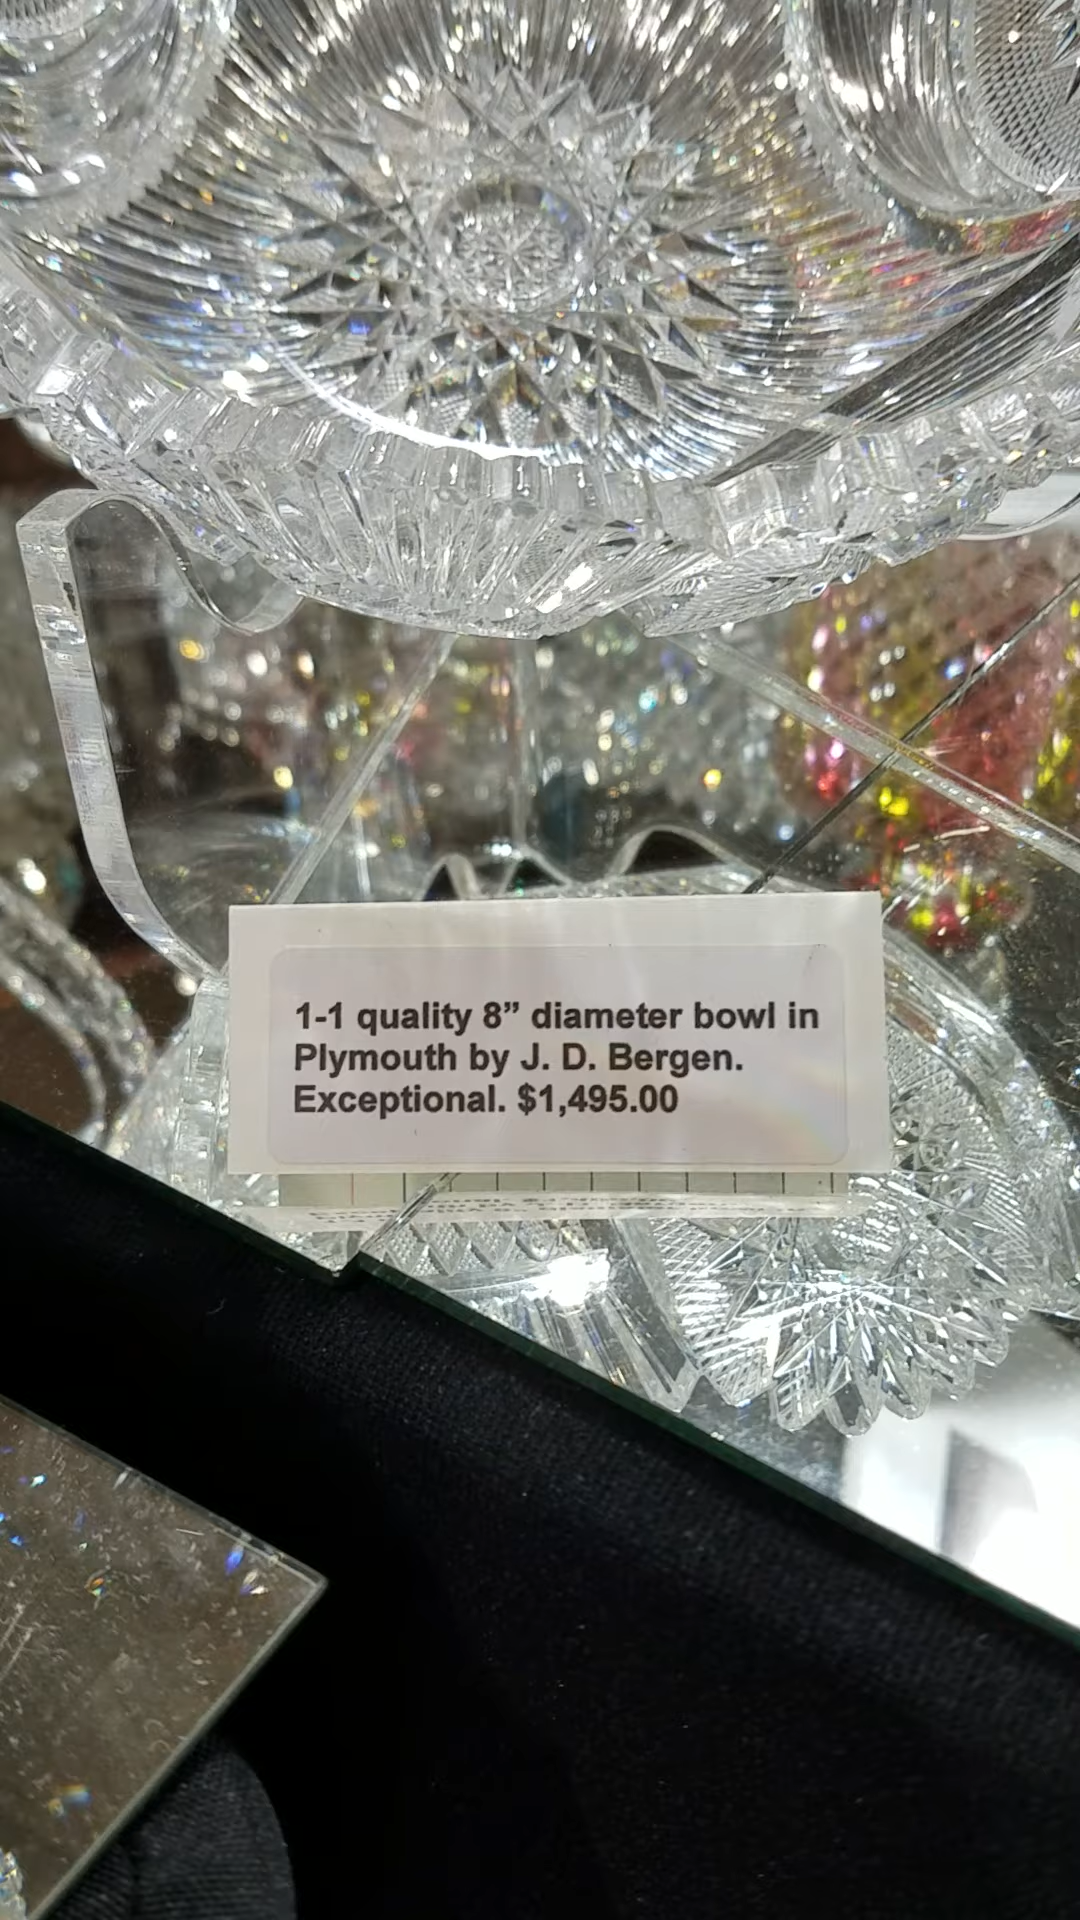 1-1 quality 8” diameter bowl in
Plymouth by J. D. Bergen.
Exceptional. $1,495.00